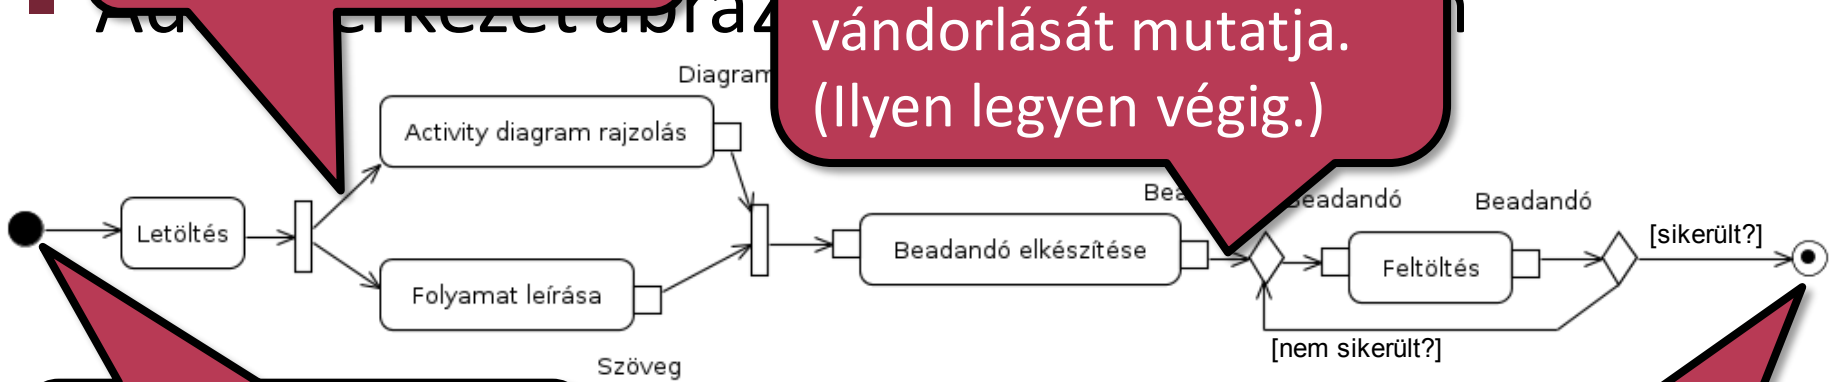 vándorlását mutatja.
(Ilyen legyen végig.)
Diagram
Activity diagram rajzolás
Letöltés
Folyamat leírása
Szöveg
Beadandó elkészítése
Beadandó
Feltöltés
Beadandó
[sikerült?]
[nem sikerült?]